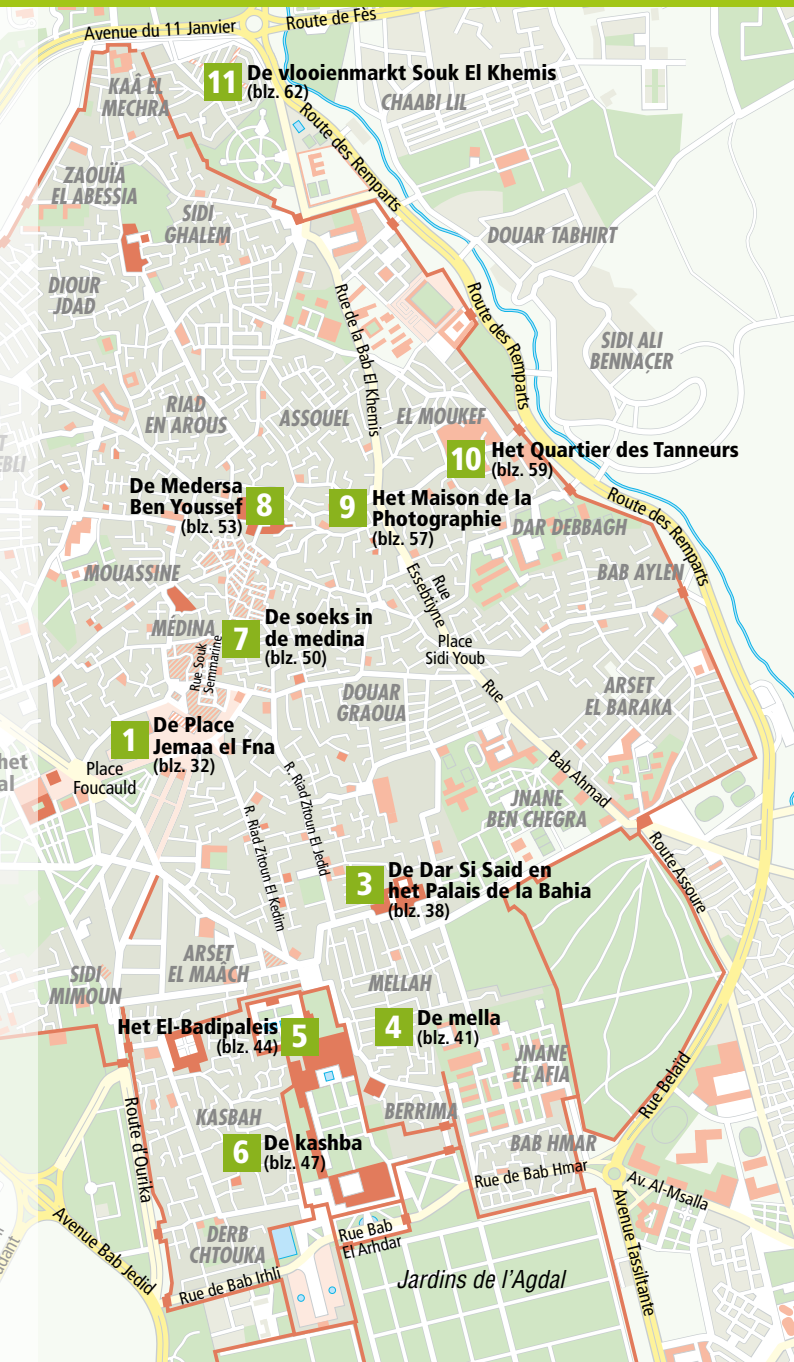 Avenue du 11 Janvier
Route de Fès
11
De vlooienmarkt Souk El Khemis
(blz. 62)
KAÂ EL
MECHRA
CHAABI LIL
Route des Remparts
ZAOUÏA
EL ABESSIA
SIDI
GHALEM
DOUAR TABHIRT
DIOUR
JDAD
Rue de la Bab El Khemis
Route des Remparts
SIDI ALI
BENNAÇER
RIAD
EN AROUS
ASSOUEL
EL MOUKEF
10
Het Quartier des Tanneurs
(blz. 59)
De Medersa
Ben Youssef
(blz. 53)
8
9
Het Maison de la
Photographie
(blz. 57)
Route des Remparts
DAR DEBBAGH
MOUASSINE
BAB AYLEN
Rue
Essebtiyne
MÉDINA
7
De soeks in
de medina
(blz. 50)
Place
Sidi Youb
Rue Souk
Semmarine
DOUAR
GRAOUA
Rue
ARSET
EL BARAKA
1
De Place
Jemaa el Fna
(blz. 32)
het
al
Place
Foucauld
Bab Ahmad
R. Riad Zitoun El Jedid
R. Riad Zitoun El Kedim
JNANE
BEN CHEGRA
3
De Dar Si Said en
het Palais de la Bahia
(blz. 38)
Route Assoure
ARSET
EL MAÂCH
SIDI
MIMOUN
MELLAH
Het El-Badipaleis
(blz. 44)
5
4
De mella
(blz. 41)
JNANE
EL AFIA
Rue Belaïd
KASBAH
BERRIMA
Route d'Ourika
6
De kashba
(blz. 47)
BAB HMAR
Rue de Bab Hmar
Av. Al-Msalla
Avenue Bab Jedid
DERB
CHTOUKA
Rue Bab
El Arhdar
Avenue Tassiltante
Rue de Bab Irhli
Jardins de l'Agdal